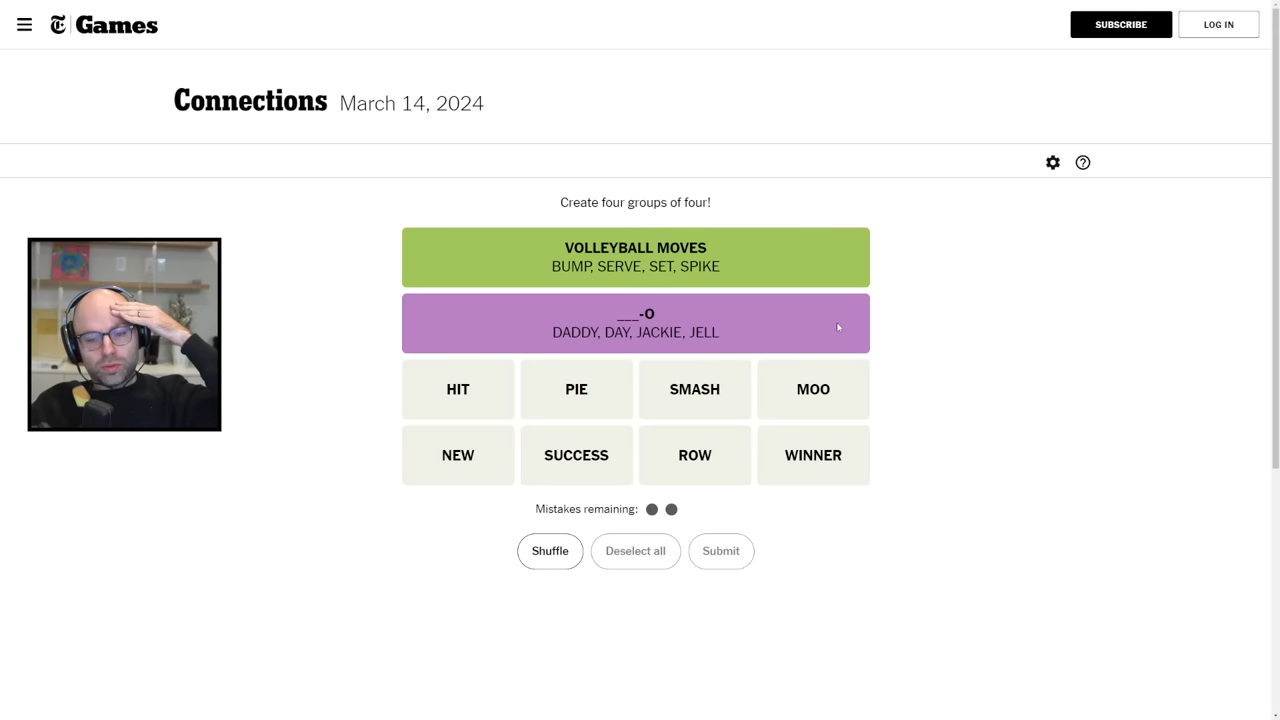 Games
SUBSCRIBE
LOG IN
Connections March 14, 2024
Create four groups of four!
VOLLEYBALL MOVES
BUMP, SERVE, SET, SPIKE
___-O
DADDY, DAY, JACKIE, JELL
HIT PIE SMASH MOO
NEW SUCCESS ROW WINNER
Mistakes remaining:
Shuffle Deselect all Submit